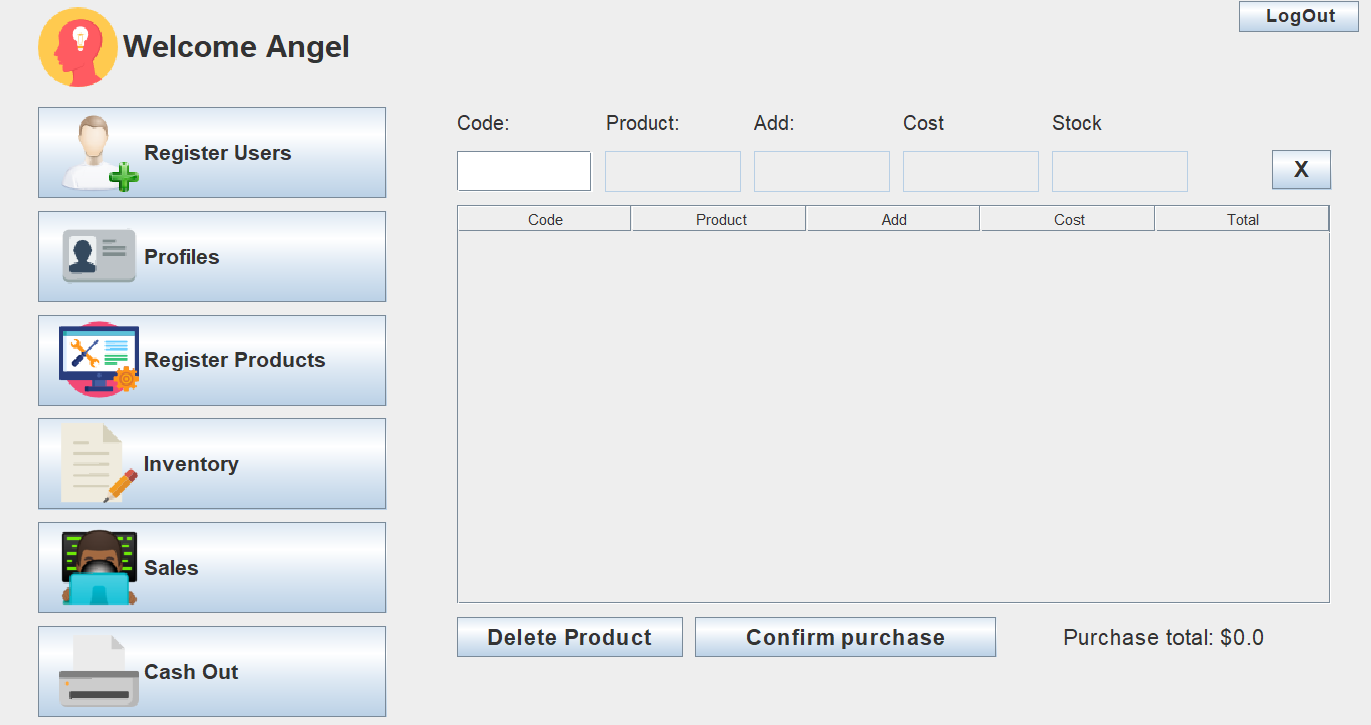 LogOut
Welcome Angel
Register Users
Profiles
Register Products
Inventory
Sales
Cash Out
Code: Product: Add: Cost Stock
X
Code Product Add Cost Total
Delete Product Confirm purchase Purchase total: $0.0